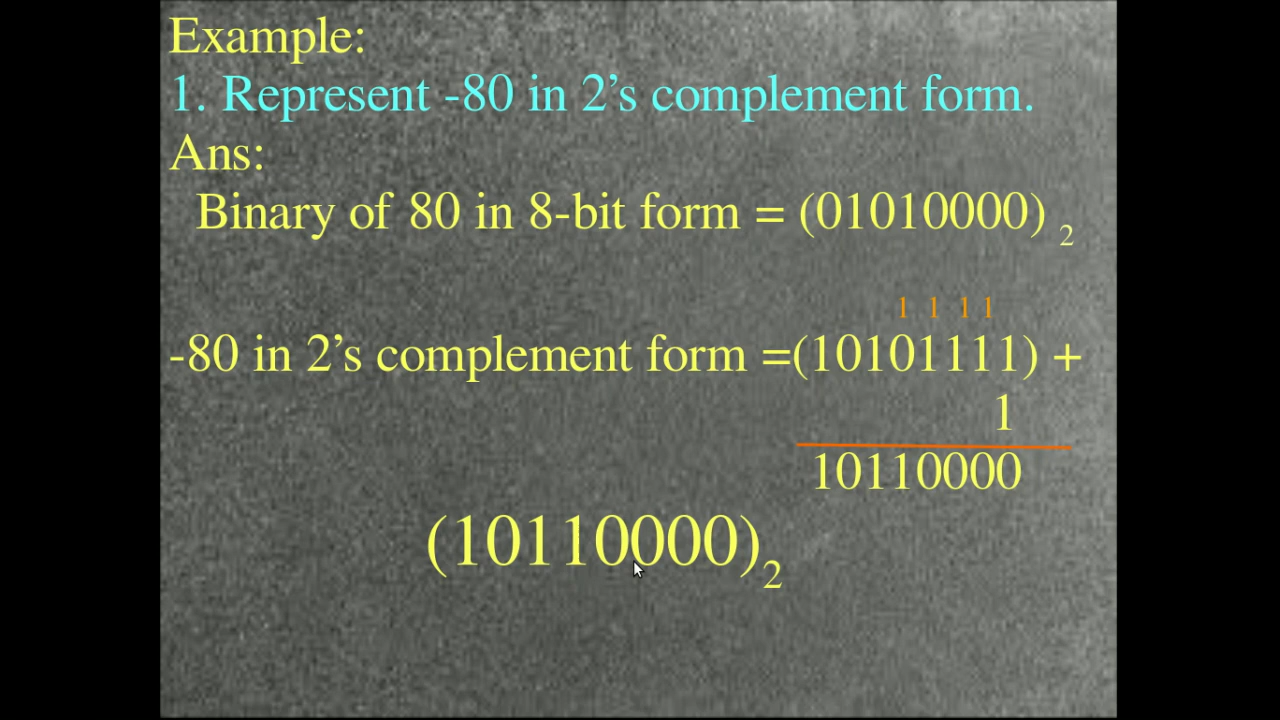 Example:
1. Represent -80 in 2’s complement form.
Ans:
Binary of 80 in 8-bit form = (01010000) 2
1 1 1 1
-80 in 2’s complement form =(10101111) +
1
10110000
(10110000)2